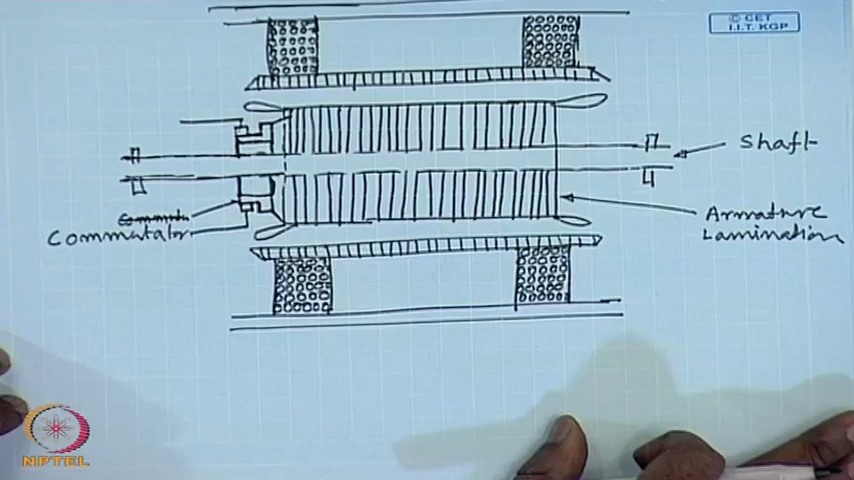 © CET
I.I.T. KGP
Shaft
Armature
Lamination
Commutator
NPTEL